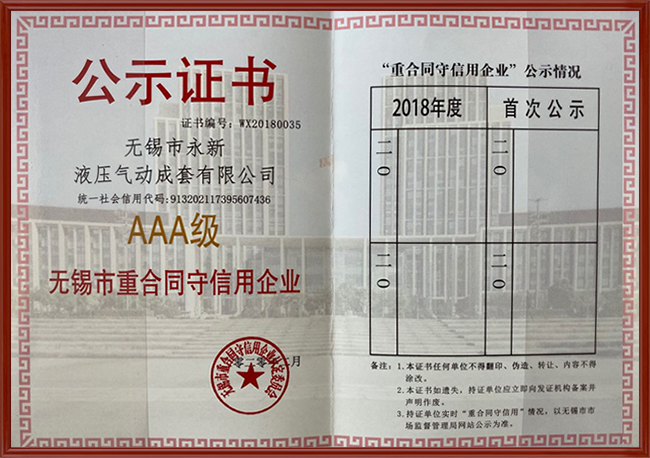 公示证书
证书编号：WX20180035
无锡市永新
液压气动成套有限公司
统一社会信用代码：913202117395607436
AAA级
无锡市重合同守信用企业
二〇二〇年 二月
“重合同守信用企业”公示情况
2018年度 首次公示
二〇 二〇
二〇 二〇
备注：1.本证书任何单位不得翻印、伪造、转让、内容不得
涂改。
2.本证书如遗失，持证单位应立即向发证机构备案并
声明作废。
3.持证单位实时“重合同守信用”情况，以无锡市市
场监督管理局网站公示为准。